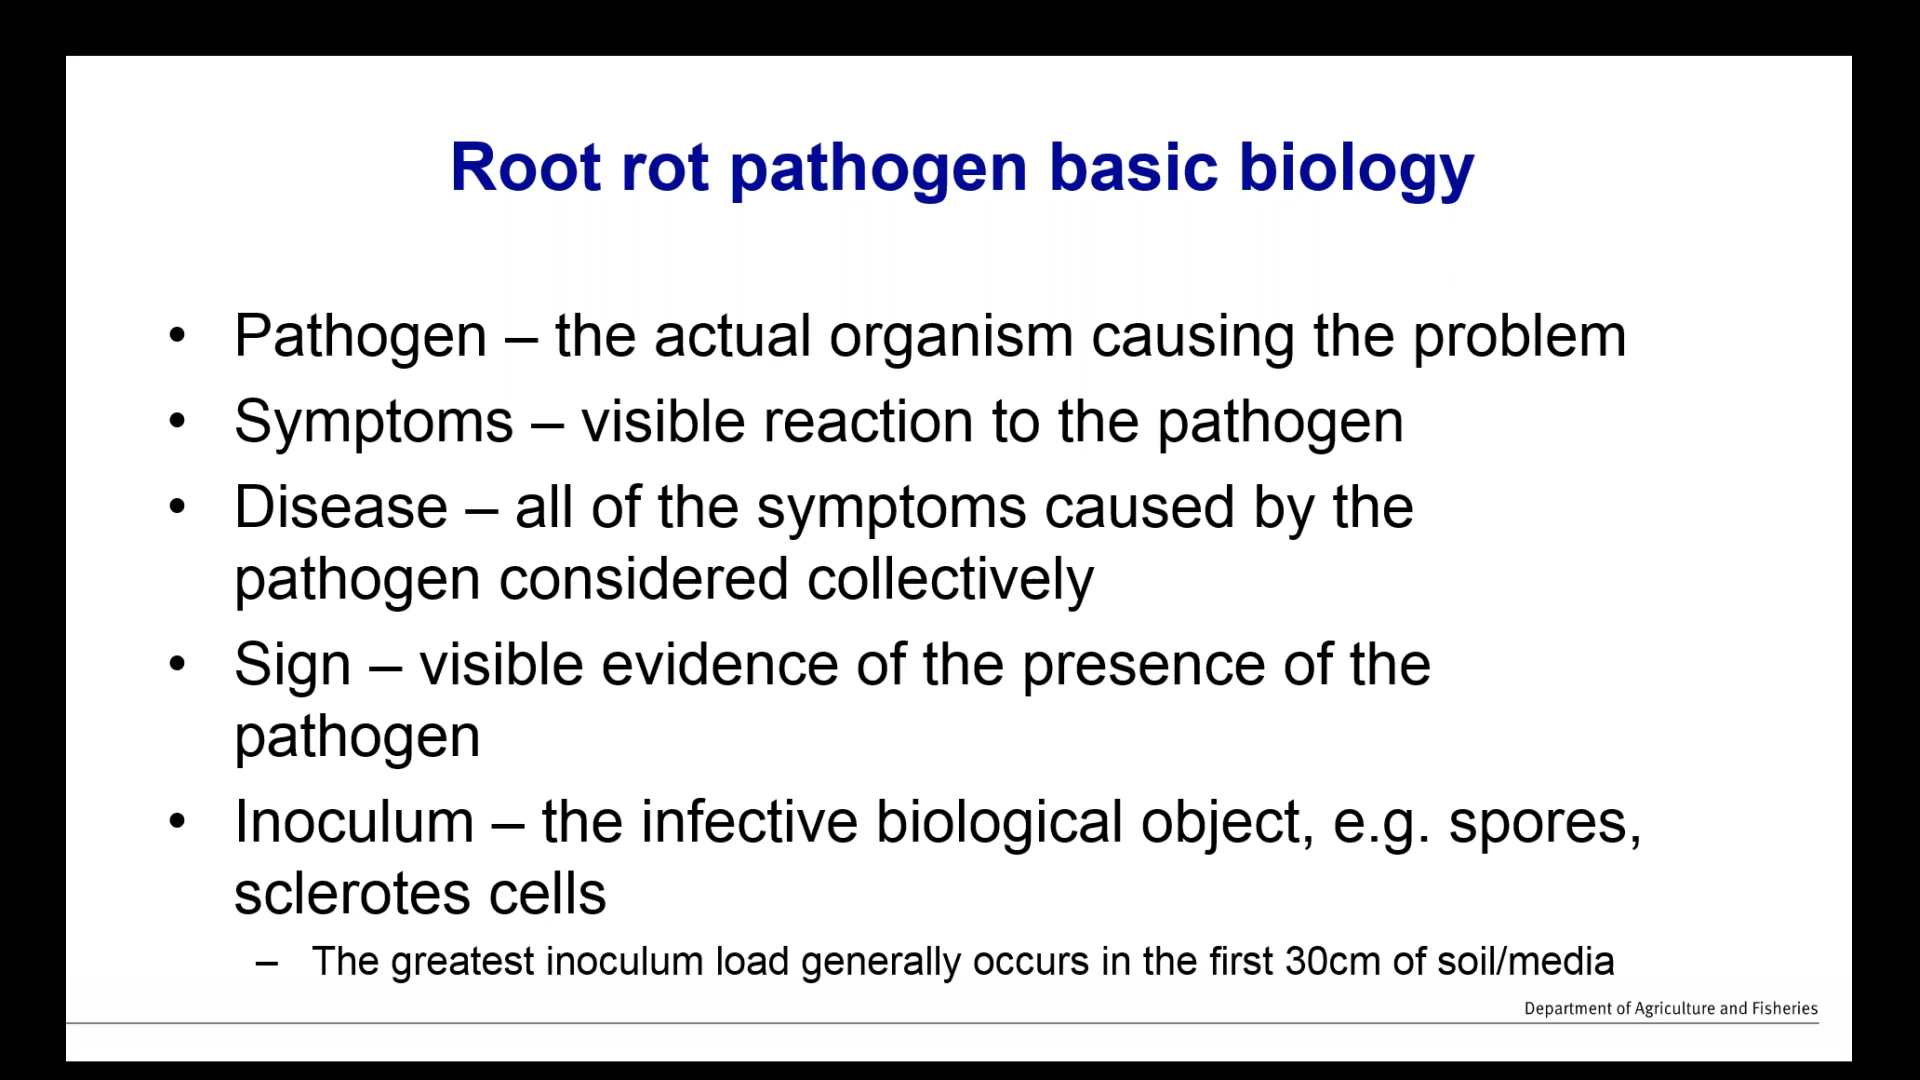 Root rot pathogen basic biology
• Pathogen – the actual organism causing the problem
• Symptoms – visible reaction to the pathogen
• Disease – all of the symptoms caused by the
pathogen considered collectively
• Sign – visible evidence of the presence of the
pathogen
• Inoculum – the infective biological object, e.g. spores,
sclerotes cells
– The greatest inoculum load generally occurs in the first 30cm of soil/media
Department of Agriculture and Fisheries